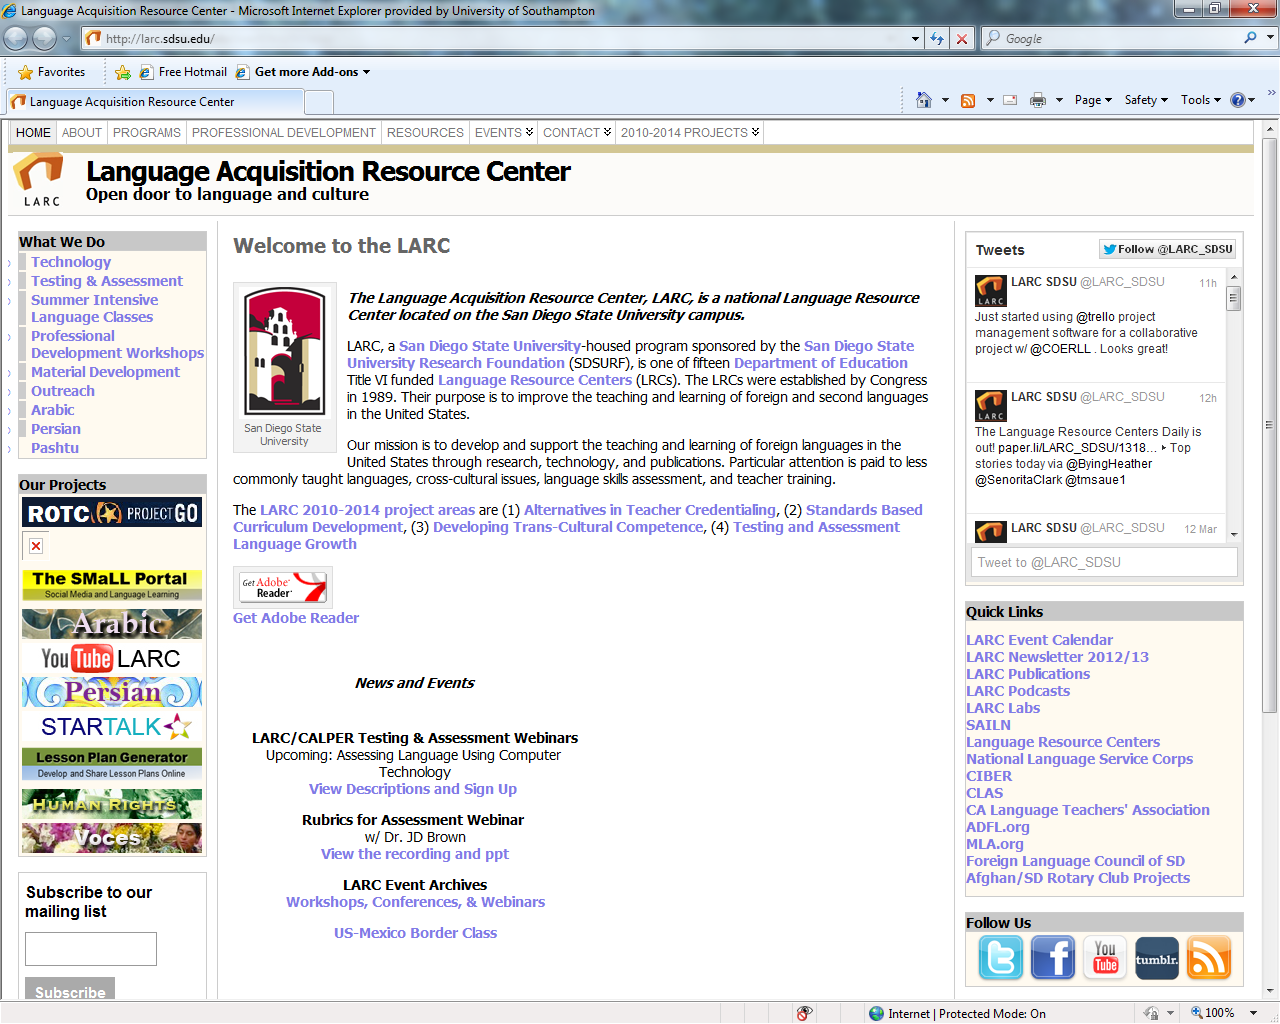 Language Acquisition Resource Center - Microsoft Internet Explorer provided by University of Southampton
http://larc.sdsu.edu/
Google
Favorites
Free Hotmail
Get more Add-ons
Language Acquisition Resource Center
Page
Safety
Tools
HOME ABOUT PROGRAMS PROFESSIONAL DEVELOPMENT RESOURCES EVENTS CONTACT 2010-2014 PROJECTS
LARC
Language Acquisition Resource Center
Open door to language and culture
What We Do
Technology
Testing & Assessment
Summer Intensive
Language Classes
Professional
Development Workshops
Material Development
Outreach
Arabic
Persian
Pashtu
Our Projects
ROTC PROJECT GO
The SMaLL Portal
Social Media and Language Learning
Arabic
YouTube LARC
Persian
STARTALK
Lesson Plan Generator
Develop and Share Lesson Plans Online
HUMAN RIGHTS
Voces
Subscribe to our
mailing list
Subscribe
Welcome to the LARC
San Diego State
University
The Language Acquisition Resource Center, LARC, is a national Language Resource
Center located on the San Diego State University campus.
LARC, a San Diego State University-housed program sponsored by the San Diego State
University Research Foundation (SDSURF), is one of fifteen Department of Education
Title VI funded Language Resource Centers (LRCs). The LRCs were established by Congress
in 1989. Their purpose is to improve the teaching and learning of foreign and second languages
in the United States.
Our mission is to develop and support the teaching and learning of foreign languages in the
United States through research, technology, and publications. Particular attention is paid to less
commonly taught languages, cross-cultural issues, language skills assessment, and teacher training.
The LARC 2010-2014 project areas are (1) Alternatives in Teacher Credentialing, (2) Standards Based
Curriculum Development, (3) Developing Trans-Cultural Competence, (4) Testing and Assessment
Language Growth
Get Adobe
Reader
Get Adobe Reader
News and Events
LARC/CALPER Testing & Assessment Webinars
Upcoming: Assessing Language Using Computer
Technology
View Descriptions and Sign Up
Rubrics for Assessment Webinar
w/ Dr. JD Brown
View the recording and ppt
LARC Event Archives
Workshops, Conferences, & Webinars
US-Mexico Border Class
Tweets
Follow @LARC_SDSU
LARC SDSU @LARC_SDSU 11h
Just started using @trello project
management software for a collaborative
project w/ @COERLL . Looks great!
LARC SDSU @LARC_SDSU 12h
The Language Resource Centers Daily is
out! paper.li/LARC_SDSU/1318... ▸ Top
stories today via @ByingHeather
@SenoritaClark @tmsaue1
LARC SDSU @LARC_SDSU 12 Mar
Tweet to @LARC_SDSU
Quick Links
LARC Event Calendar
LARC Newsletter 2012/13
LARC Publications
LARC Podcasts
LARC Labs
SAILN
Language Resource Centers
National Language Service Corps
CIBER
CLAS
CA Language Teachers' Association
ADFL.org
MLA.org
Foreign Language Council of SD
Afghan/SD Rotary Club Projects
Follow Us
You
Tube
tumblr.
Internet | Protected Mode: On
100%